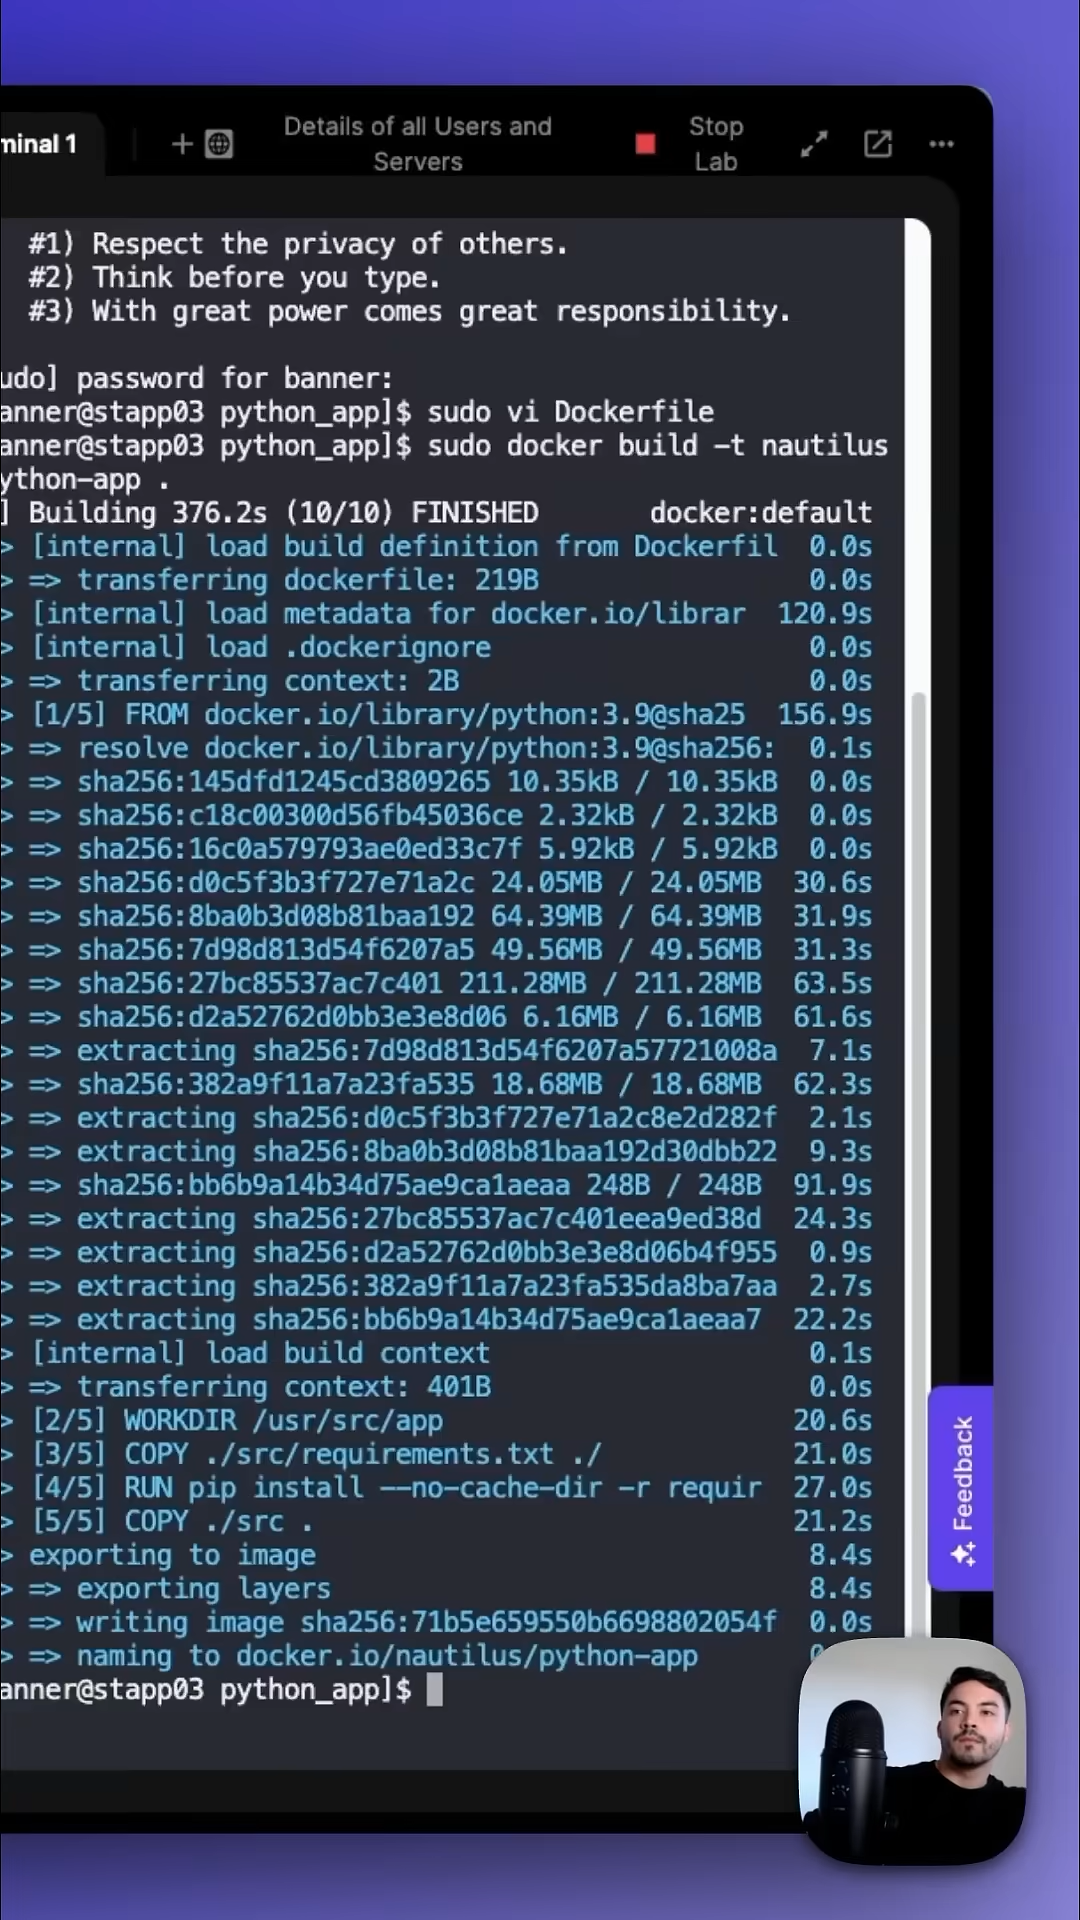 minal 1
Details of all Users and
Servers
Stop
Lab
#1) Respect the privacy of others.
#2) Think before you type.
#3) With great power comes great responsibility.
udo] password for banner:
anner@stapp03 python_app]$ sudo vi Dockerfile
anner@stapp03 python_app]$ sudo docker build -t nautilus
ython-app .
] Building 376.2s (10/10) FINISHED docker:default
> [internal] load build definition from Dockerfil 0.0s
> => transferring dockerfile: 219B 0.0s
> [internal] load metadata for docker.io/librar 120.9s
> [internal] load .dockerignore 0.0s
> => transferring context: 2B 0.0s
> [1/5] FROM docker.io/library/python:3.9@sha25 156.9s
> => resolve docker.io/library/python:3.9@sha256: 0.1s
> => sha256:145dfd1245cd3809265 10.35kB / 10.35kB 0.0s
> => sha256:c18c00300d56fb45036ce 2.32kB / 2.32kB 0.0s
> => sha256:16c0a579793ae0ed33c7f 5.92kB / 5.92kB 0.0s
> => sha256:d0c5f3b3f727e71a2c 24.05MB / 24.05MB 30.6s
> => sha256:8ba0b3d08b81baa192 64.39MB / 64.39MB 31.9s
> => sha256:7d98d813d54f6207a5 49.56MB / 49.56MB 31.3s
> => sha256:27bc85537ac7c401 211.28MB / 211.28MB 63.5s
> => sha256:d2a52762d0bb3e3e8d06 6.16MB / 6.16MB 61.6s
> => extracting sha256:7d98d813d54f6207a57721008a 7.1s
> => sha256:382a9f11a7a23fa535 18.68MB / 18.68MB 62.3s
> => extracting sha256:d0c5f3b3f727e71a2c8e2d282f 2.1s
> => extracting sha256:8ba0b3d08b81baa192d30dbb22 9.3s
> => sha256:bb6b9a14b34d75ae9ca1aeaa 248B / 248B 91.9s
> => extracting sha256:27bc85537ac7c401eea9ed38d 24.3s
> => extracting sha256:d2a52762d0bb3e3e8d06b4f955 0.9s
> => extracting sha256:382a9f11a7a23fa535da8ba7aa 2.7s
> => extracting sha256:bb6b9a14b34d75ae9ca1aeaa7 22.2s
> [internal] load build context 0.1s
> => transferring context: 401B 0.0s
> [2/5] WORKDIR /usr/src/app 20.6s
> [3/5] COPY ./src/requirements.txt ./ 21.0s
> [4/5] RUN pip install --no-cache-dir -r requir 27.0s
> [5/5] COPY ./src . 21.2s
> exporting to image 8.4s
> => exporting layers 8.4s
> => writing image sha256:71b5e659550b6698802054f 0.0s
> => naming to docker.io/nautilus/python-app
anner@stapp03 python_app]$
Feedback